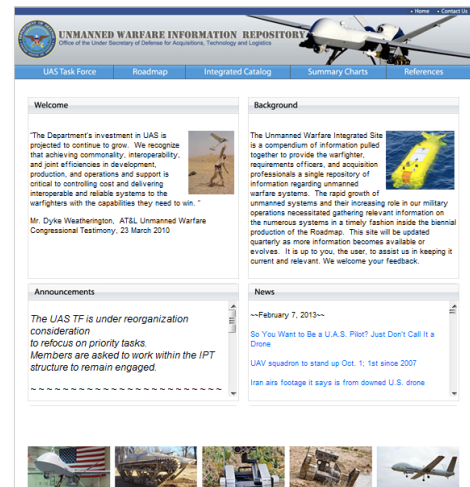 Home
Contact Us
UNMANNED WARFARE INFORMATION REPOSITORY
Office of the Under Secretary of Defense for Acquisitions, Technology and Logistics
UAS Task Force
Roadmap
Integrated Catalog
Summary Charts
References
Welcome
"The Department's investment in UAS is
projected to continue to grow. We recognize
that achieving commonality, interoperability,
and joint efficiencies in development,
production, and operations and support is
critical to controlling cost and delivering
interoperable and reliable systems to the
warfighters with the capabilities they need to win. "
Mr. Dyke Weatherington, AT&L Unmanned Warfare
Congressional Testimony, 23 March 2010
Background
The Unmanned Warfare Integrated Site
is a compendium of information pulled
together to provide the warfighter,
requirements officers, and acquisition
professionals a single repository of
information regarding unmanned
warfare systems. The rapid growth of
unmanned systems and their increasing role in our military
operations necessitated gathering relevant information on
the numerous systems in a timely fashion inside the biennial
production of the Roadmap. This site will be updated
quarterly as more information becomes available or
evolves. It is up to you, the user, to assist us in keeping it
current and relevant. We welcome your feedback.
Announcements
The UAS TF is under reorganization
consideration
to refocus on priority tasks.
Members are asked to work within the IPT
structure to remain engaged.
~ ~ ~ ~ ~ ~ ~ ~ ~ ~ ~ ~ ~ ~ ~ ~ ~ ~ ~ ~ ~ ~ ~ ~
News
~~February 7, 2013~~
So You Want to Be a U.A.S. Pilot? Just Don't Call It a
Drone
UAV squadron to stand up Oct. 1; 1st since 2007
Iran airs footage it says is from downed U.S. drone